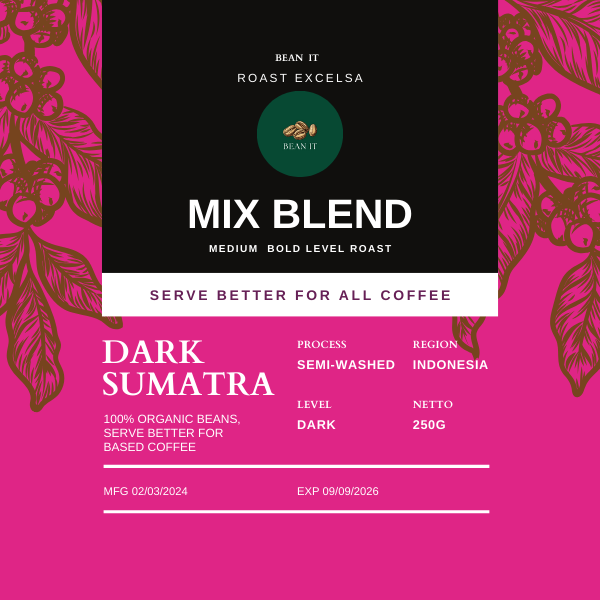 BEAN IT
ROAST EXCELSA
BEAN IT
MIX BLEND
MEDIUM BOLD LEVEL ROAST
SERVE BETTER FOR ALL COFFEE
DARK
SUMATRA
100% ORGANIC BEANS,
SERVE BETTER FOR
BASED COFFEE
PROCESS
SEMI-WASHED
REGION
INDONESIA
LEVEL
DARK
NETTO
250G
MFG 02/03/2024
EXP 09/09/2026